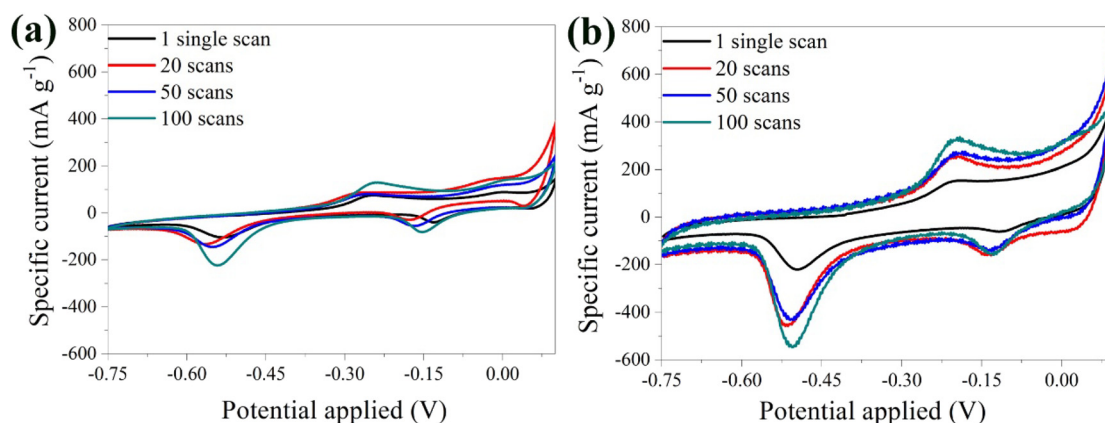 (a)
800
600
400
200
0
-200
-400
-600
-0.75 -0.60 -0.45 -0.30 -0.15 0.00
Specific current (mA g⁻¹)
Potential applied (V)
1 single scan
20 scans
50 scans
100 scans
(b)
800
600
400
200
0
-200
-400
-600
-0.75 -0.60 -0.45 -0.30 -0.15 0.00
Specific current (mA g⁻¹)
Potential applied (V)
1 single scan
20 scans
50 scans
100 scans